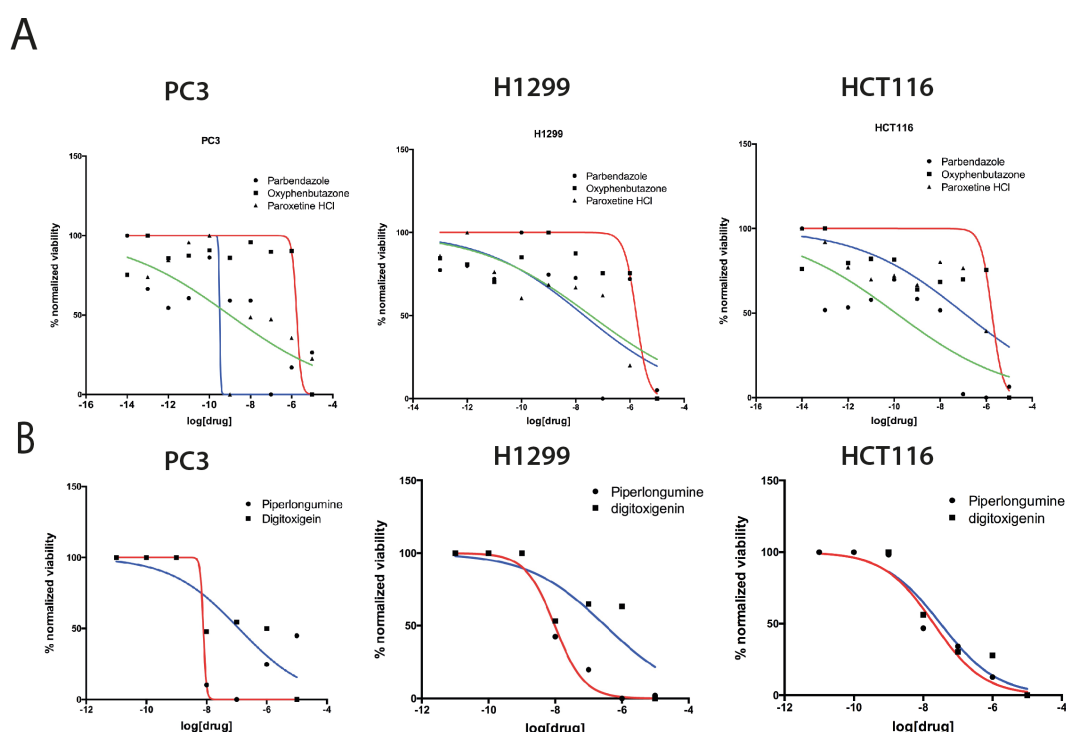 A
PC3
H1299
HCT116
PC3
150
100
50
0
% normalized viability
Parbendazole
Oxyphenbutazone
Paroxetine HCl
-16 -14 -12 -10 -8 -6 -4
log[drug]
H1299
150
100
50
0
% normalized viability
Parbendazole
Oxyphenbutazone
Paroxetine HCl
-14 -12 -10 -8 -6 -4
log[drug]
HCT116
150
100
50
0
% normalized viability
Parbendazole
Oxyphenbutazone
Paroxetine HCl
-16 -14 -12 -10 -8 -6 -4
log[drug]
B
PC3
H1299
HCT116
150
100
50
0
% normalized viability
Piperlongumine
Digitoxigein
-12 -10 -8 -6 -4
log[drug]
150
100
50
0
% normalized viability
Piperlongumine
digitoxigenin
-12 -10 -8 -6 -4
log[drug]
150
100
50
0
% normalized viability
Piperlongumine
digitoxigenin
-12 -10 -8 -6 -4
log[drug]